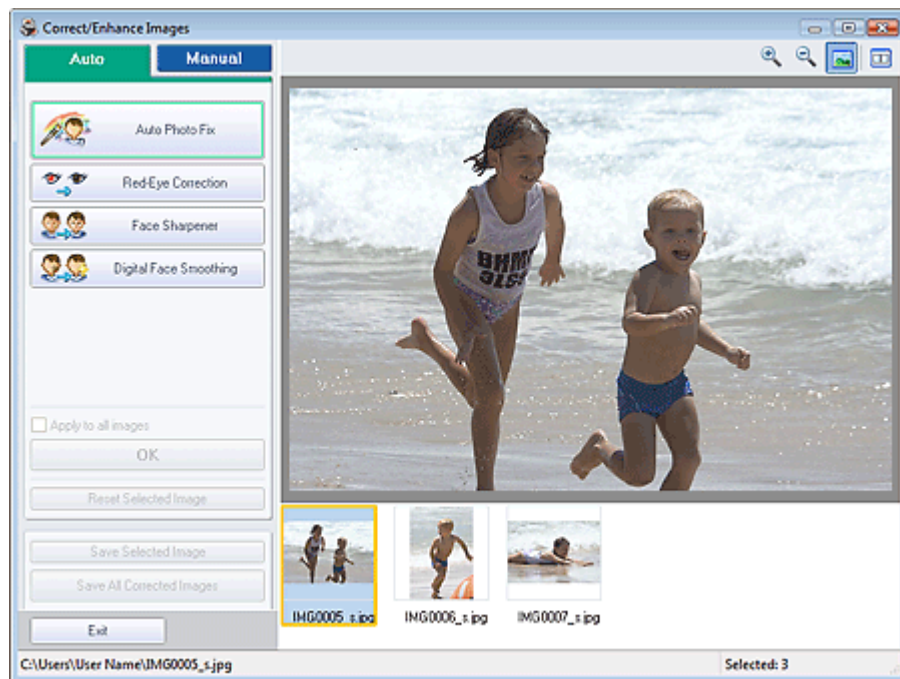 Correct/Enhance Images
Auto
Manual
Auto Photo Fix
Red-Eye Correction
Face Sharpener
Digital Face Smoothing
Apply to all images
OK
Reset Selected Image
Save Selected Image
Save All Corrected Images
Exit
IMG0005_s.jpg
IMG0006_s.jpg
IMG0007_s.jpg
C:\Users\User Name\IMG0005_s.jpg
Selected: 3